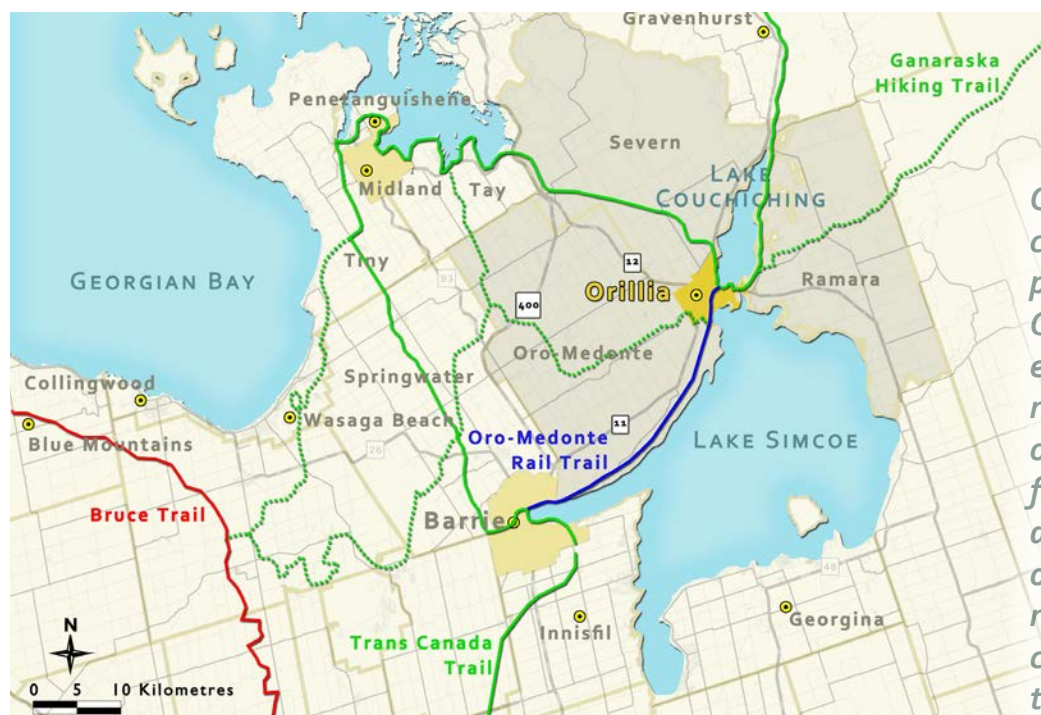 Gravenhurst
Ganaraska
Hiking Trail
Penetanguishene
Severn
LAKE
COUCHICHING
Midland
Tay
GEORGIAN BAY
Tiny
12
93
Orillia
Ramara
400
Oro-Medonte
Springwater
Collingwood
Wasaga Beach
11
Blue Mountains
26
Oro-Medonte
Rail Trail
LAKE SIMCOE
Bruce Trail
Barrie
48
Georgina
Innisfil
Trans Canada
Trail
N
0 5 10 Kilometres